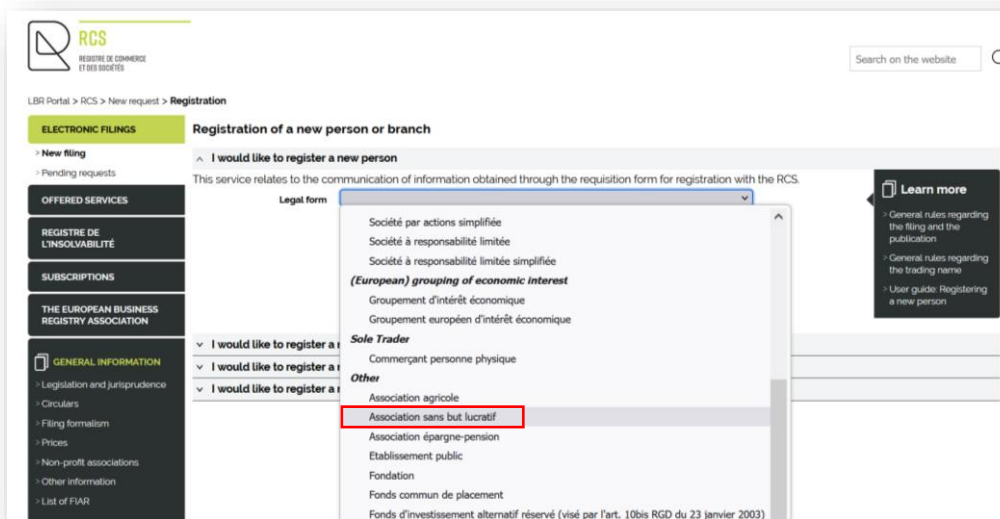 RCS
REGISTRE DE COMMERCE
ET DES SOCIÉTÉS
Search on the website
LBR Portal > RCS > New request > Registration
ELECTRONIC FILINGS
> New filing
> Pending requests
OFFERED SERVICES
REGISTRE DE
L'INSOLVABILITÉ
SUBSCRIPTIONS
THE EUROPEAN BUSINESS
REGISTRY ASSOCIATION
GENERAL INFORMATION
> Legislation and jurisprudence
> Circulars
> Filing formalism
> Prices
> Non-profit associations
> Other information
> List of FIAR
Registration of a new person or branch
I would like to register a new person
This service relates to the communication of information obtained through the requisition form for registration with the RCS.
Legal form
Société par actions simplifiée
Société à responsabilité limitée
Société à responsabilité limitée simplifiée
(European) grouping of economic interest
Groupement d'intérêt économique
Groupement européen d'intérêt économique
Sole Trader
Commerçant personne physique
Other
Association agricole
Association sans but lucratif
Association épargne-pension
Etablissement public
Fondation
Fonds commun de placement
Fonds d'investissement alternatif réservé (visé par l'art. 10bis RGD du 23 janvier 2003)
I would like to register a
I would like to register a
I would like to register a
Learn more
> General rules regarding
the filing and the
publication
> General rules regarding
the trading name
> User guide: Registering
a new person